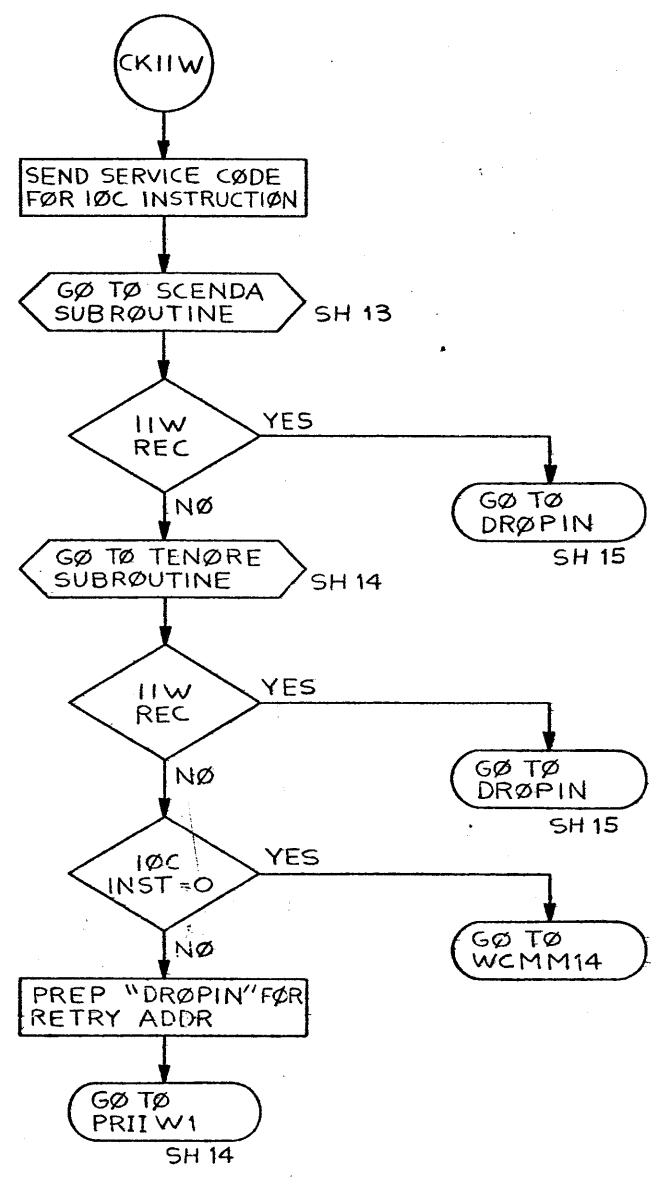 CKIIW
SEND SERVICE CØDE
FØR IØC INSTRUCTIØN
GØ TØ SCENDA
SUBRØUTINE
SH 13
IIW
REC
YES
NØ
GØ TØ
DRØPIN
SH 15
GØ TØ TENØRE
SUBRØUTINE
SH 14
IIW
REC
YES
NØ
GØ TØ
DRØPIN
SH 15
IØC
INST =0
YES
NØ
GØ TØ
WCMM14
PREP "DRØPIN" FØR
RETRY ADDR
GØ TØ
PRIIW1
SH 14